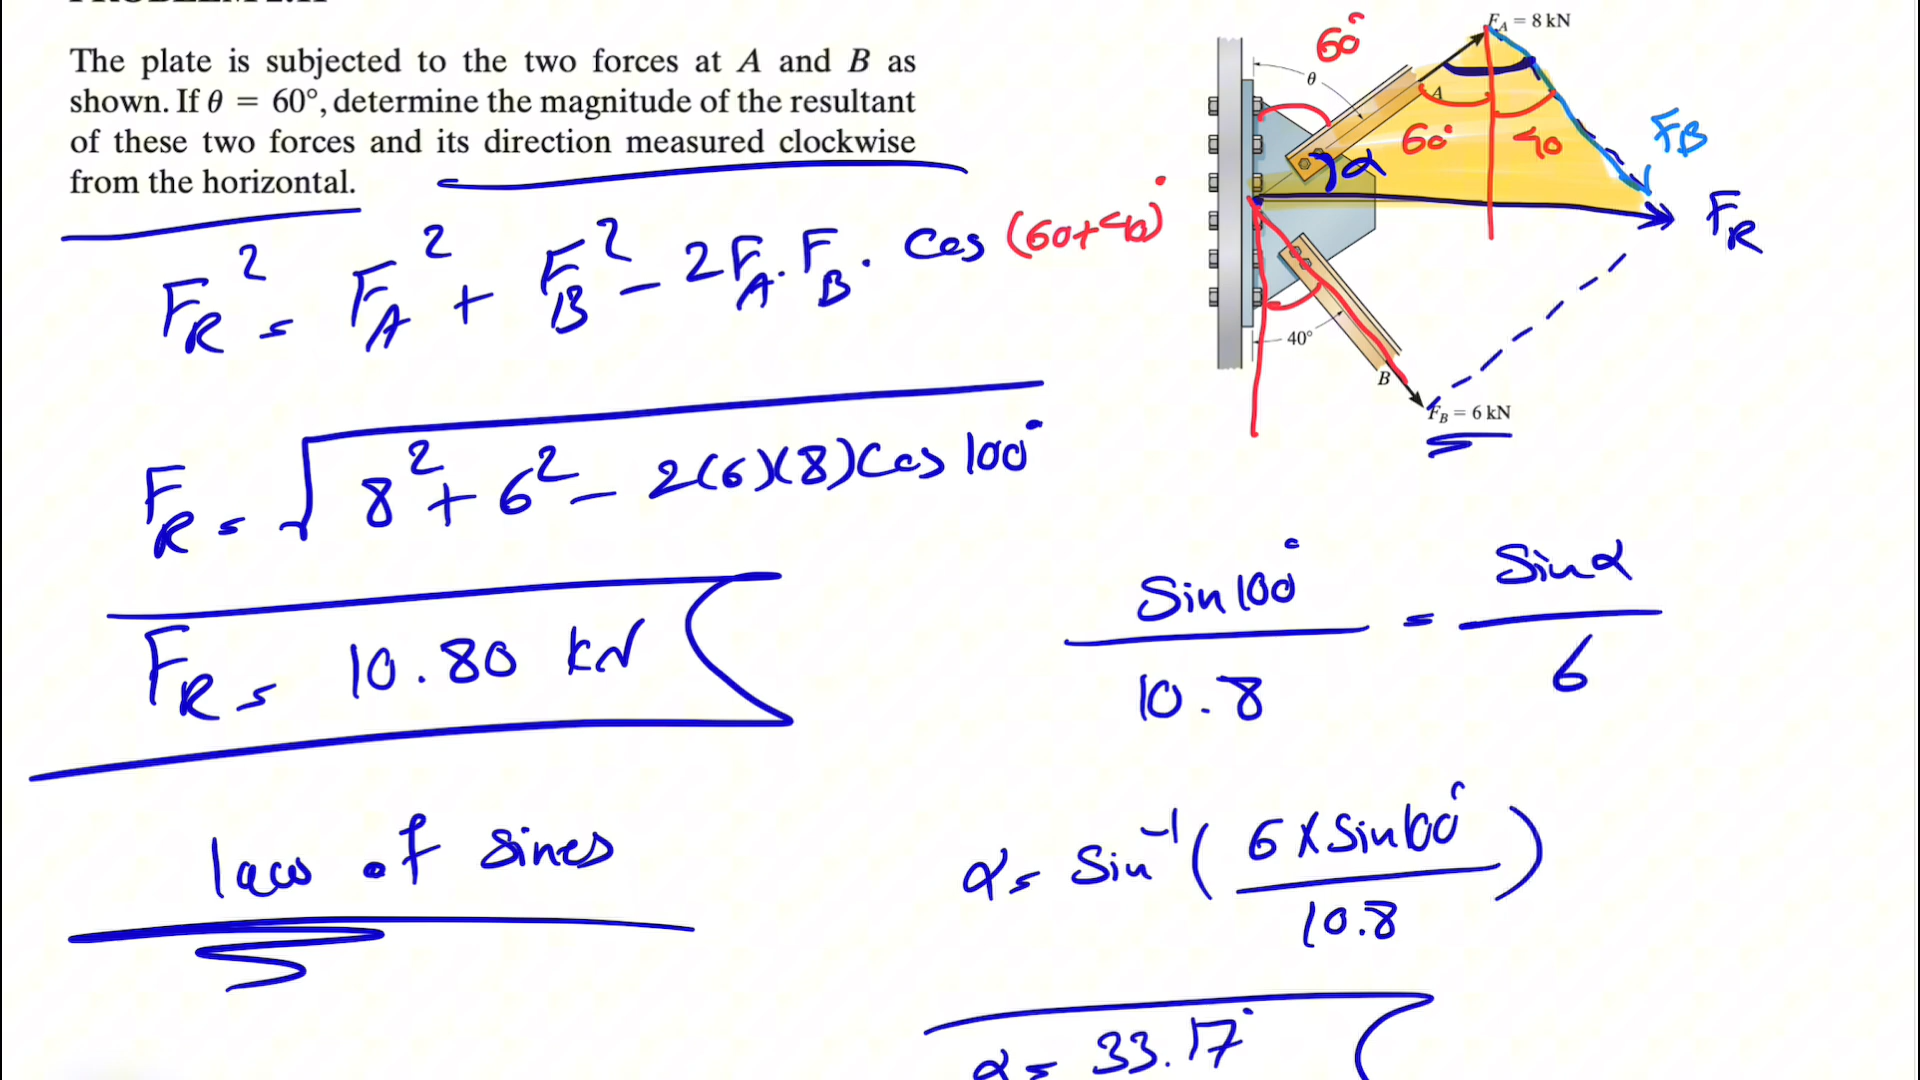 The plate is subjected to the two forces at A and B as
shown. If θ = 60°, determine the magnitude of the resultant
of these two forces and its direction measured clockwise
from the horizontal.
F_R² = F_A² + F_B² - 2F_A.F_B. cos (60+40)°
F_R = √8² + 6² - 2(6)(8)Cos 100°
F_R = 10.80 kN
law of sines
60°
F_A = 8 kN
θ
A
60°
40
F_B
α
F_R
40°
B
F_B = 6 kN
Sin 100° = Sin α
10.8 6
α = Sin⁻¹( 6 X Sin 100° )
10.8
α = 33.17°